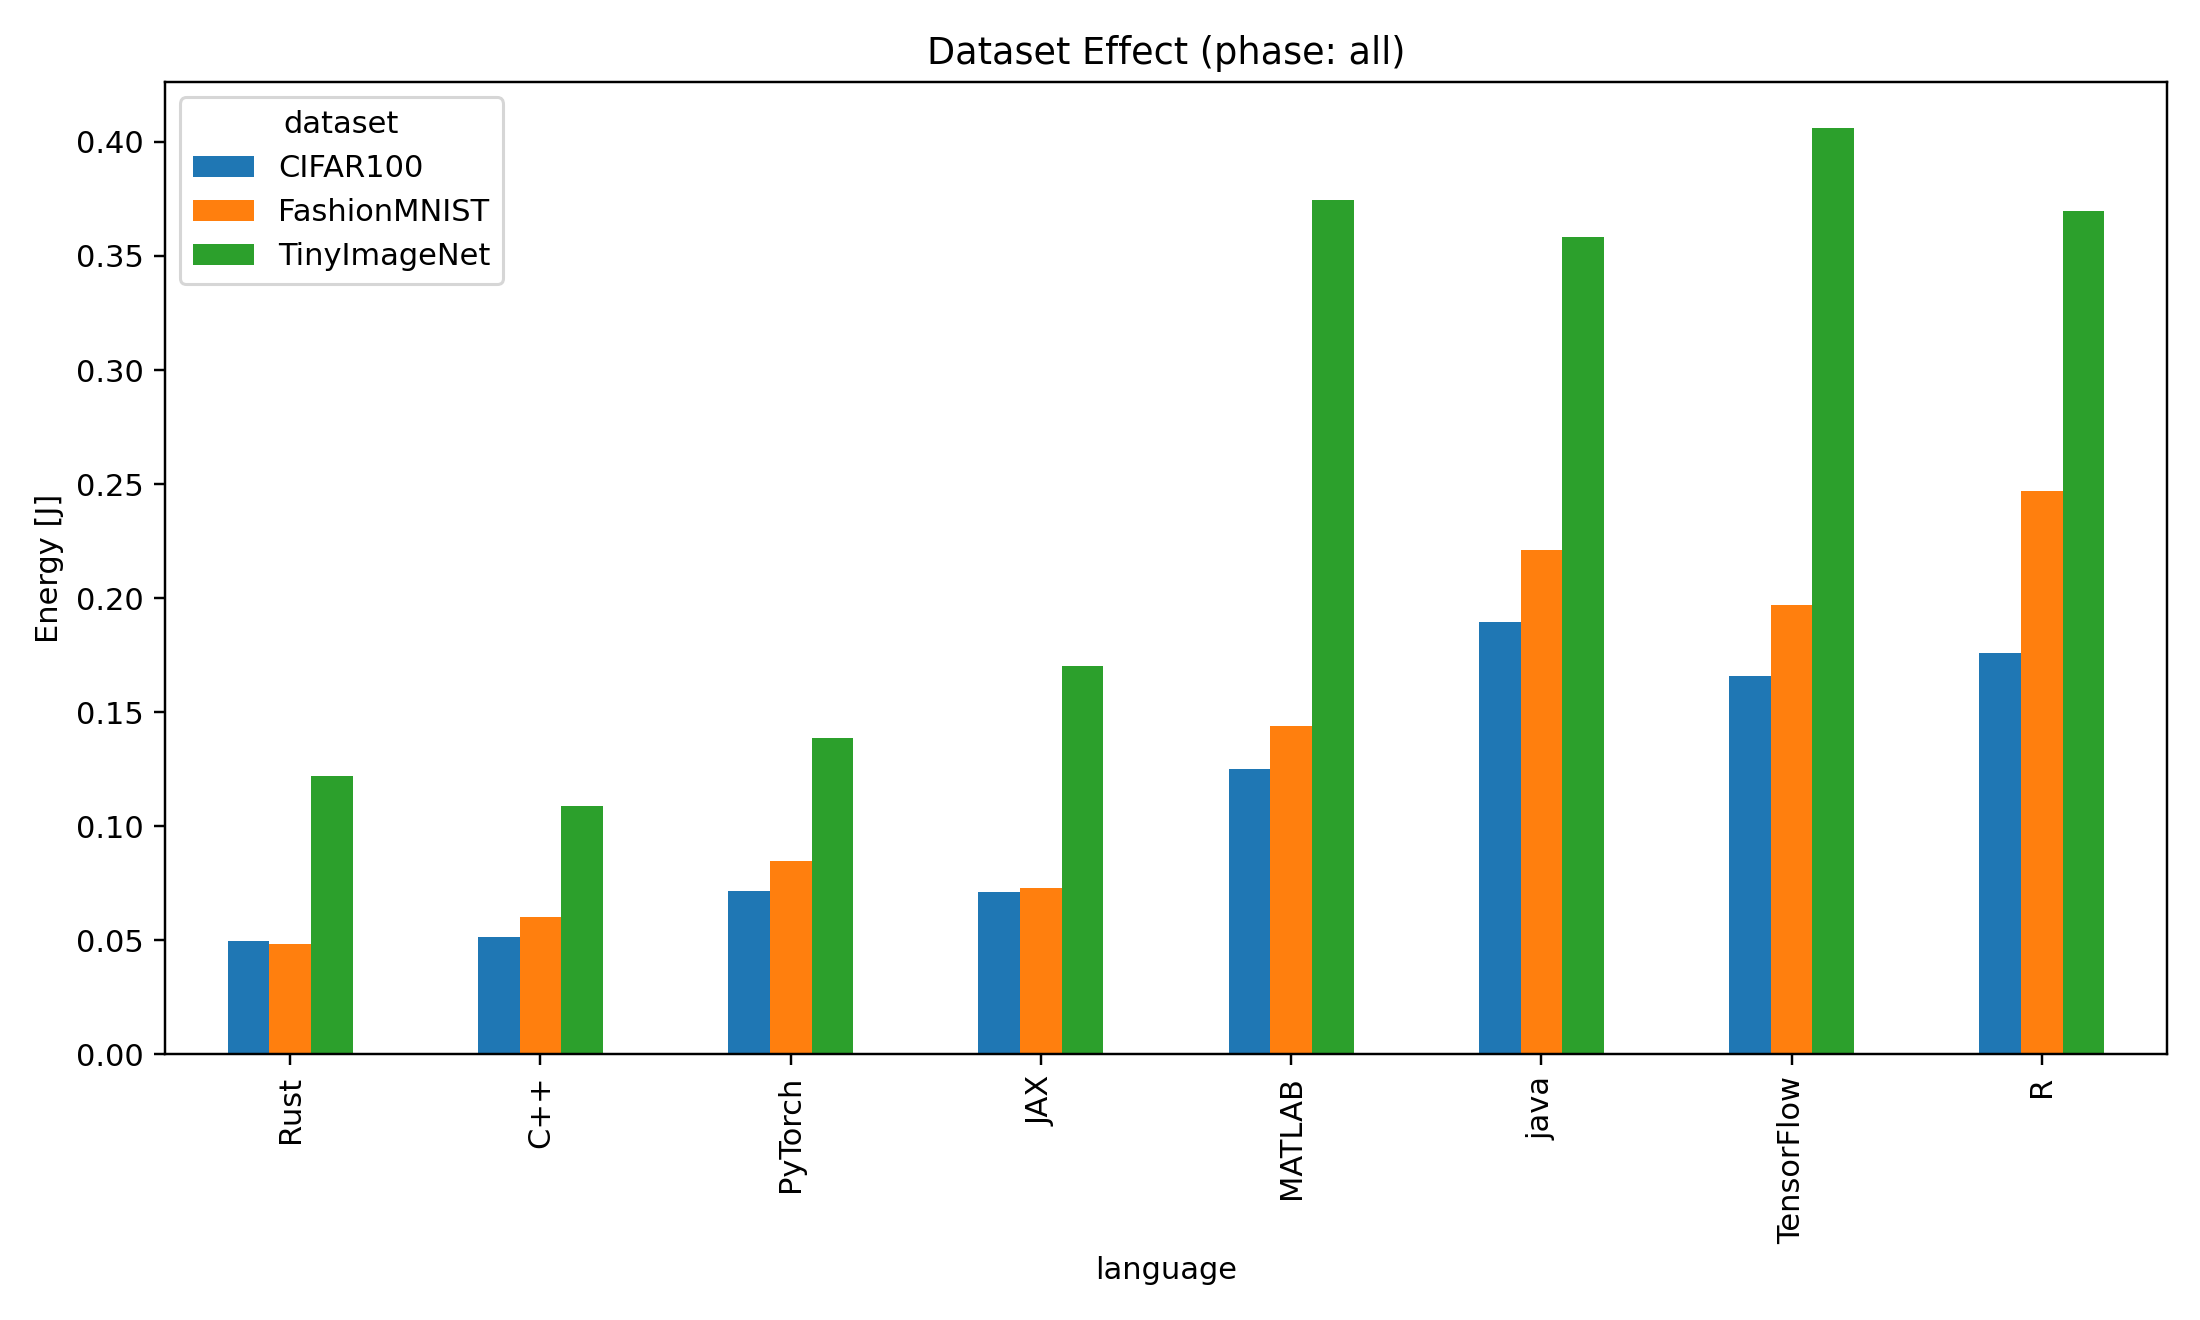 Dataset Effect (phase: all)
dataset
CIFAR100
FashionMNIST
TinyImageNet
Energy [J]
0.40
0.35
0.30
0.25
0.20
0.15
0.10
0.05
0.00
Rust
C++
PyTorch
JAX
MATLAB
java
TensorFlow
R
language